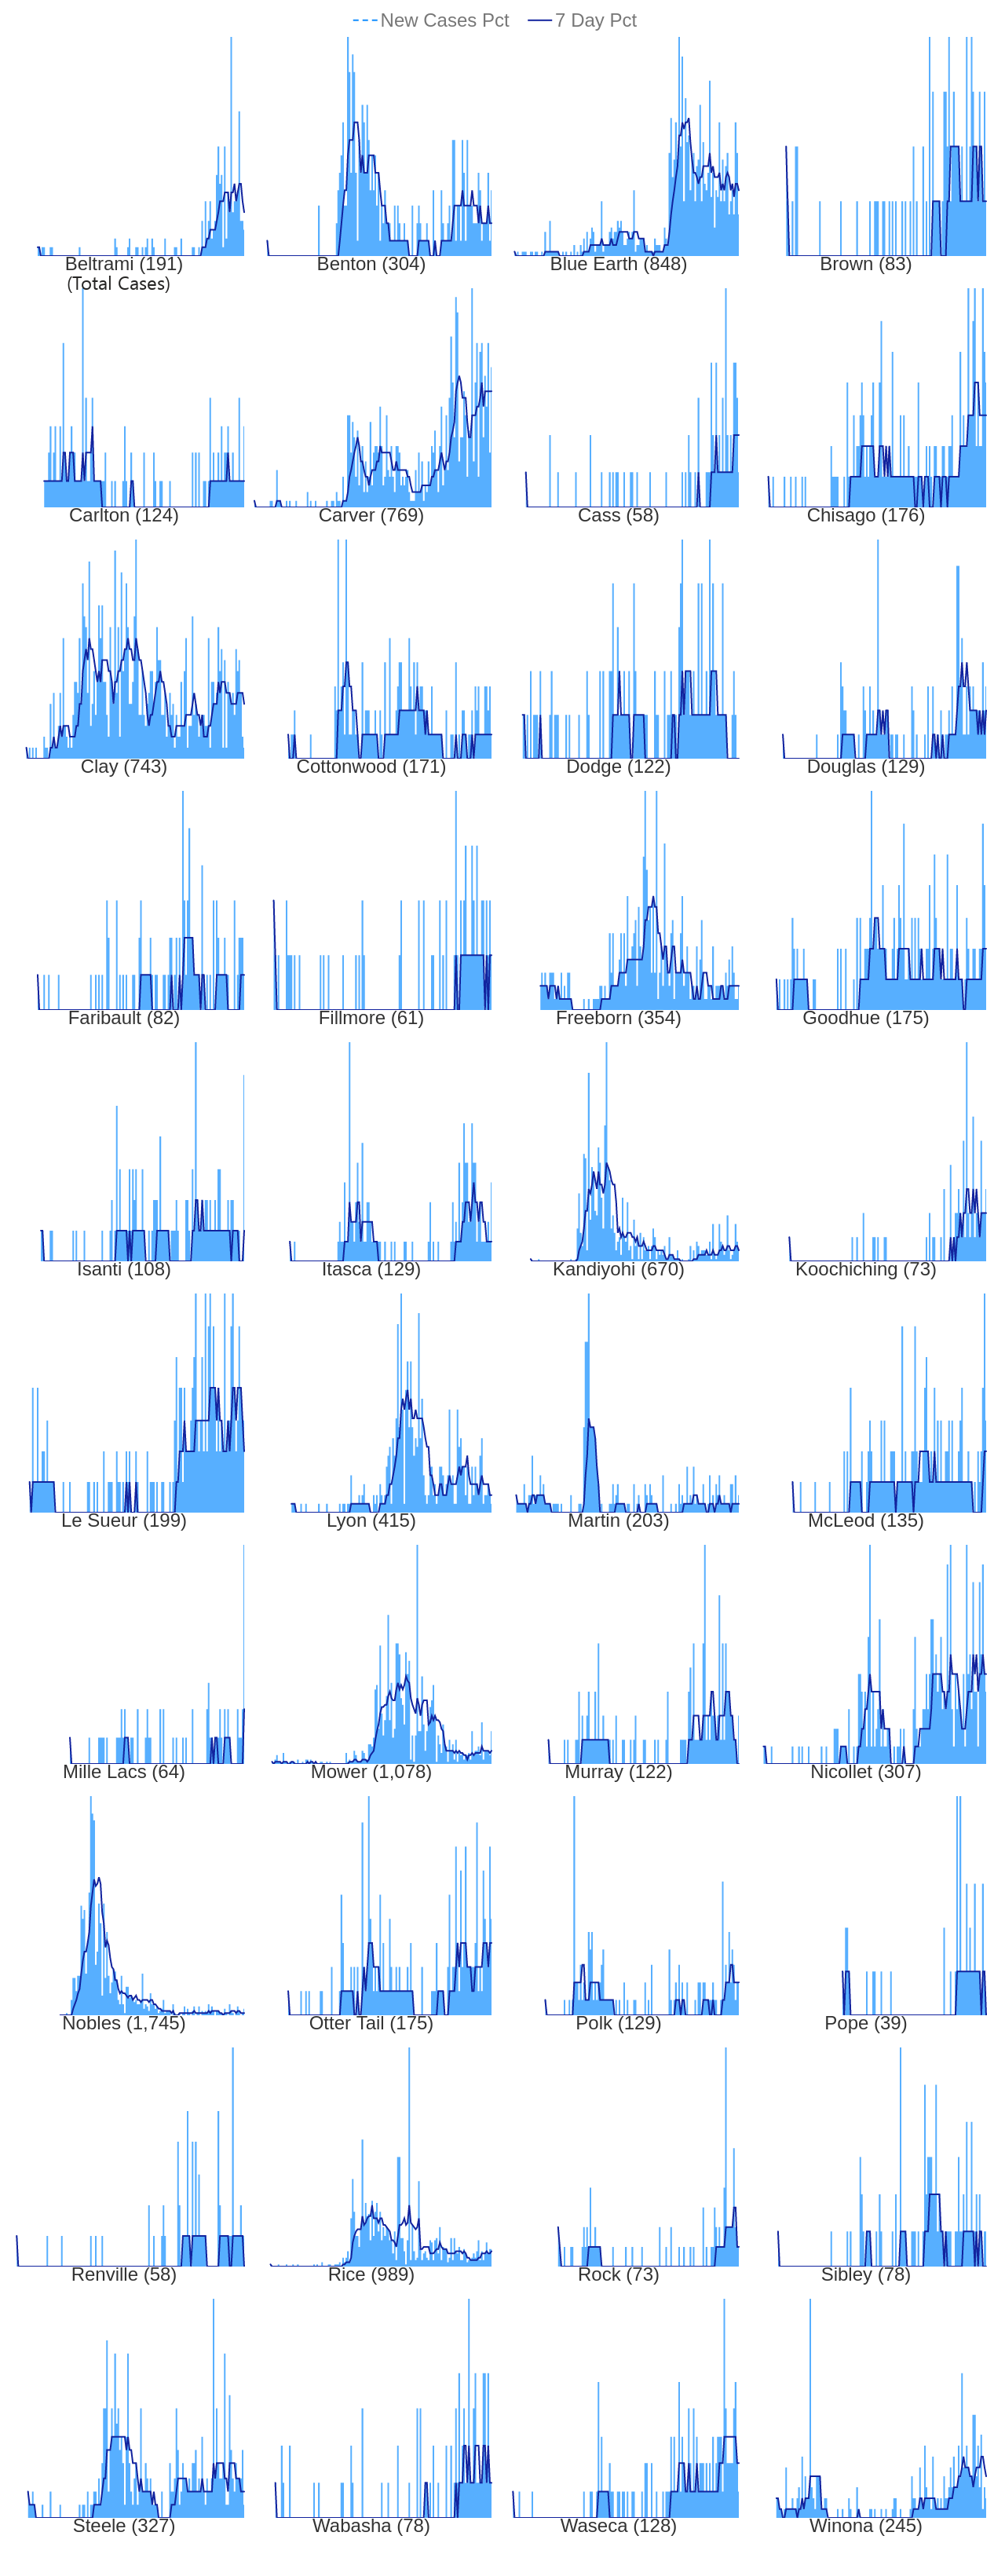 New Cases Pct 7 Day Pct
Beltrami (191) Benton (304) Blue Earth (848) Brown (83)
(Total Cases)
Carlton (124) Carver (769) Cass (58) Chisago (176)
Clay (743) Cottonwood (171) Dodge (122) Douglas (129)
Faribault (82) Fillmore (61) Freeborn (354) Goodhue (175)
Isanti (108) Itasca (129) Kandiyohi (670) Koochiching (73)
Le Sueur (199) Lyon (415) Martin (203) McLeod (135)
Mille Lacs (64) Mower (1,078) Murray (122) Nicollet (307)
Nobles (1,745) Otter Tail (175) Polk (129) Pope (39)
Renville (58) Rice (989) Rock (73) Sibley (78)
Steele (327) Wabasha (78) Waseca (128) Winona (245)